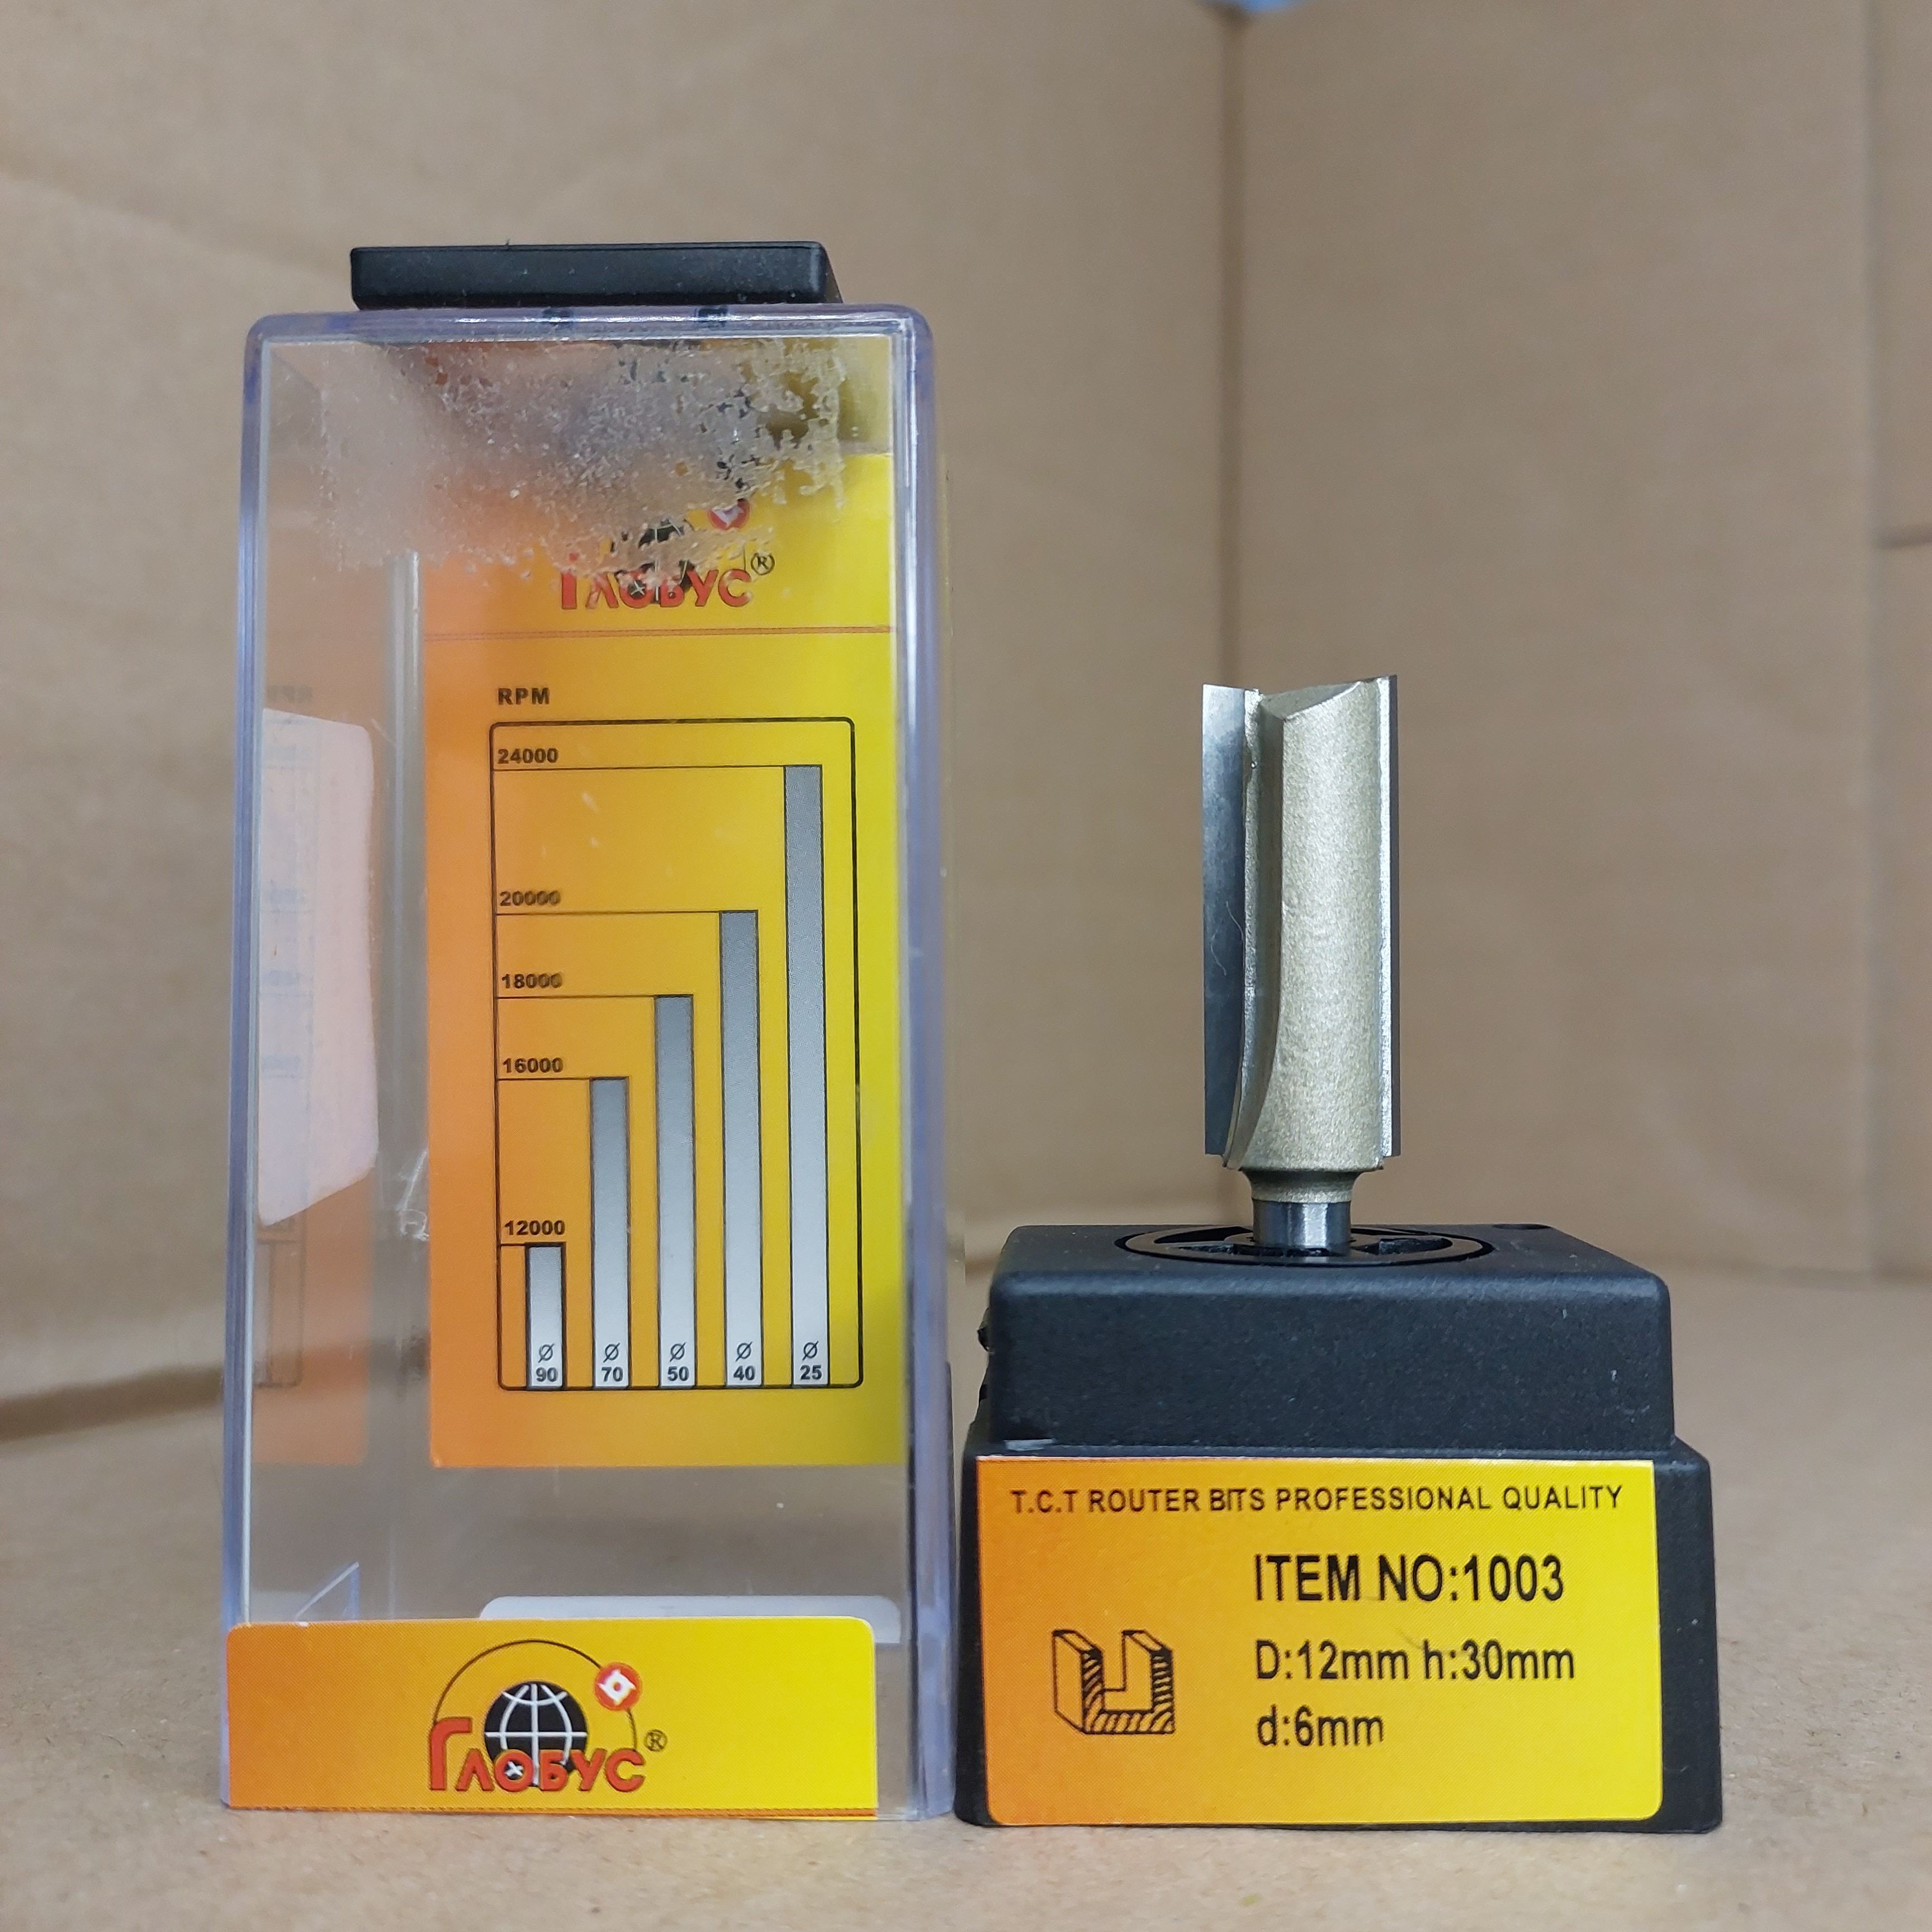 ГЛОБУС®
RPM
24000
20000
18000
16000
12000
Ø Ø Ø Ø Ø
90 70 50 40 25
ГЛОБУС®
T.C.T ROUTER BITS PROFESSIONAL QUALITY
ITEM NO:1003
D:12mm h:30mm
d:6mm